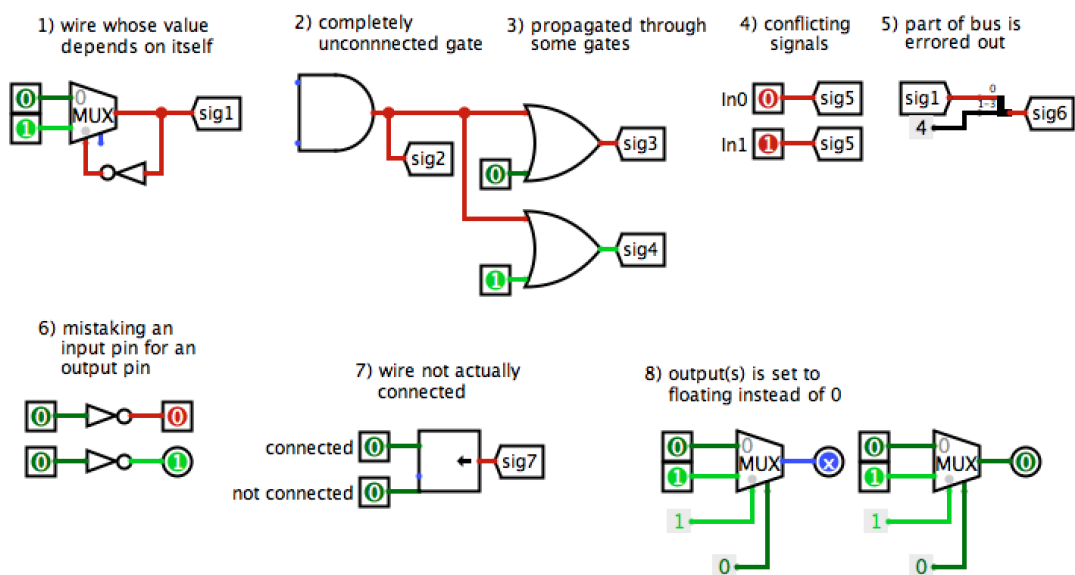 1) wire whose value
depends on itself
0
1
0
MUX
sig1
2) completely
unconnnected gate
sig2
3) propagated through
some gates
0
sig3
1
sig4
4) conflicting
signals
In0 0 sig5
In1 1 sig5
5) part of bus is
errored out
sig1
0
1-3
4
sig6
6) mistaking an
input pin for an
output pin
0 0
0 1
7) wire not actually
connected
connected 0
not connected 0
sig7
8) output(s) is set to
floating instead of 0
0
1
0
MUX
x
1
0
0
1
0
MUX
0
1
0